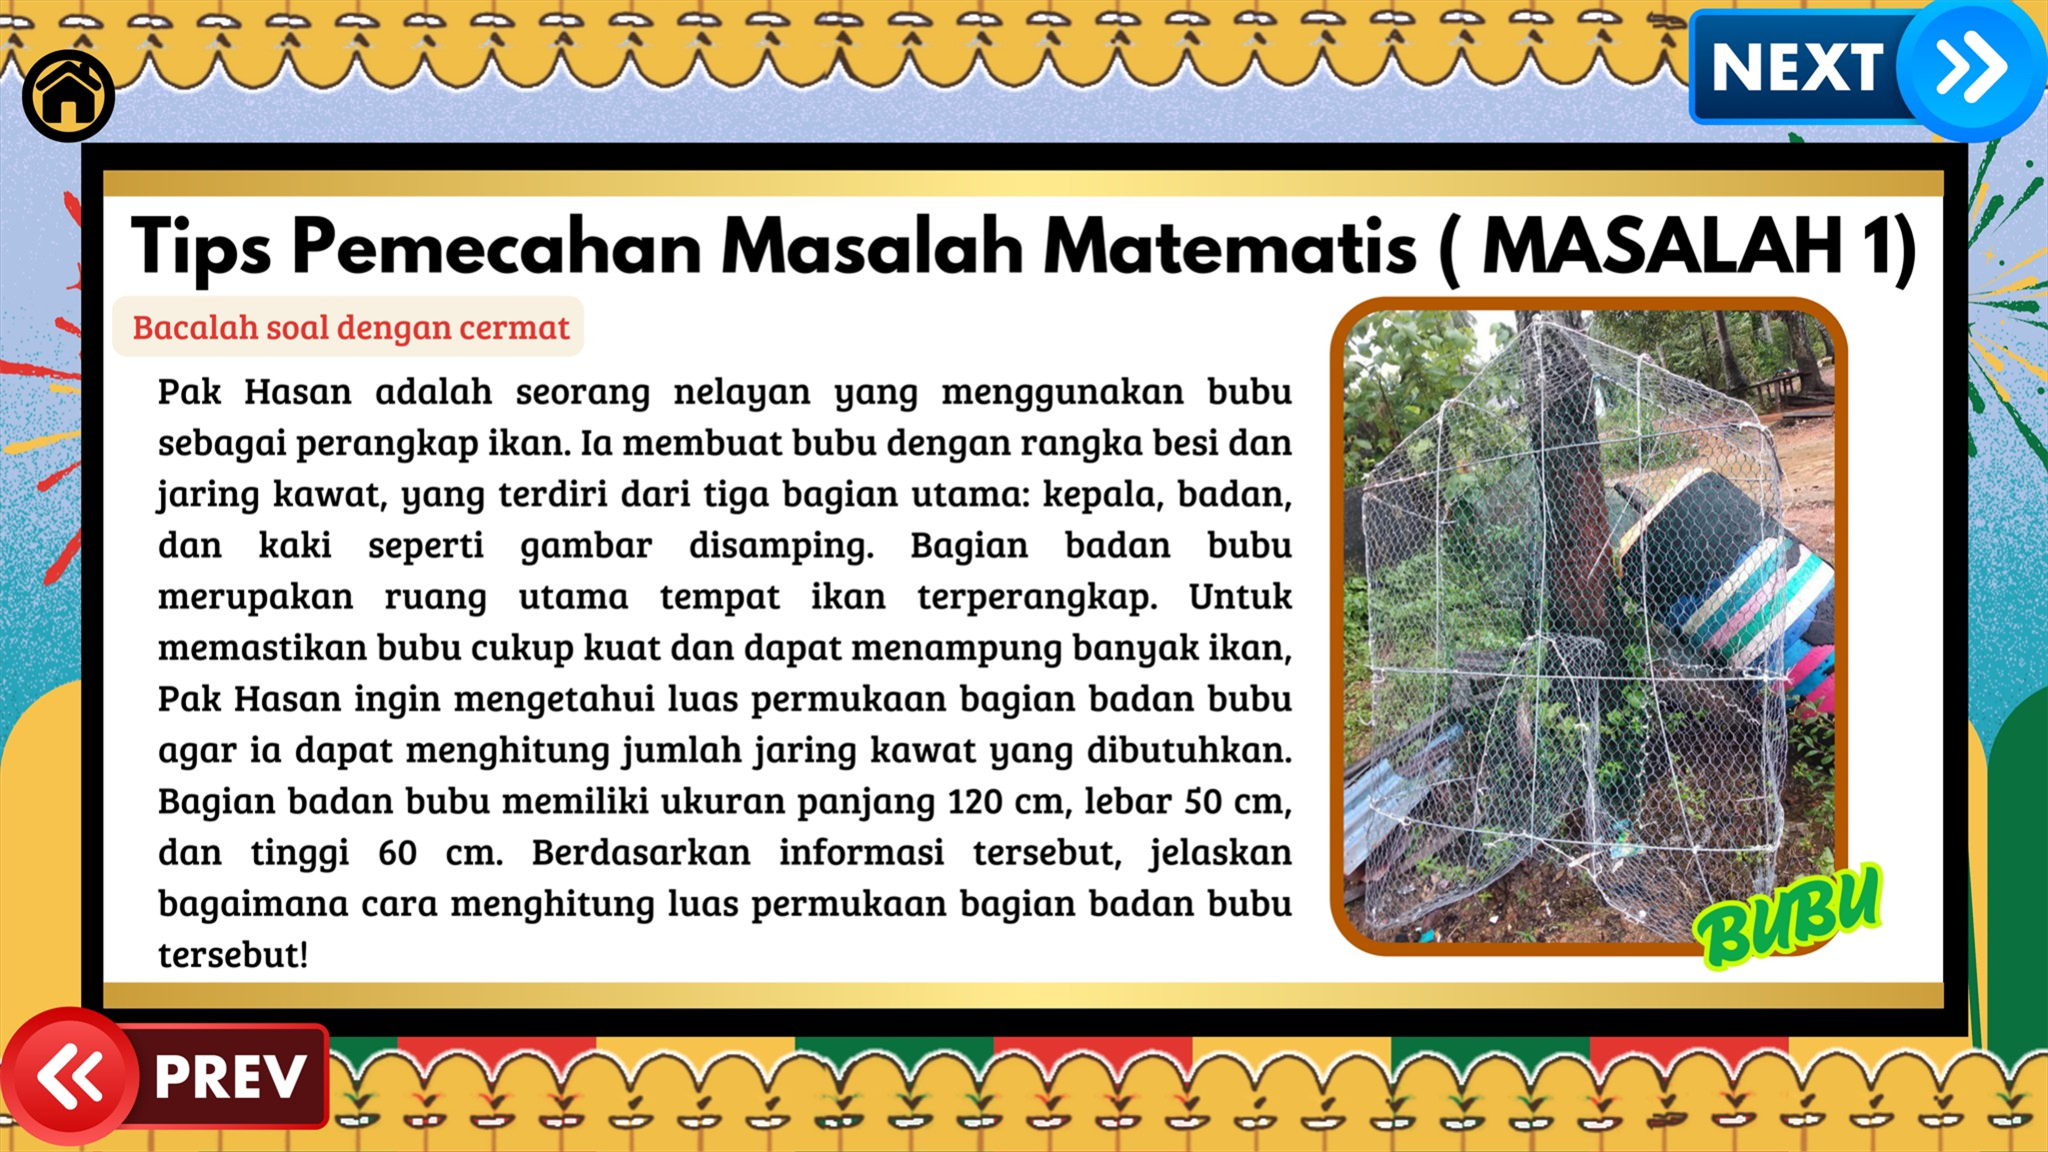 NEXT
Tips Pemecahan Masalah Matematis ( MASALAH 1)
Bacalah soal dengan cermat
Pak Hasan adalah seorang nelayan yang menggunakan bubu
sebagai perangkap ikan. Ia membuat bubu dengan rangka besi dan
jaring kawat, yang terdiri dari tiga bagian utama: kepala, badan,
dan kaki seperti gambar disamping. Bagian badan bubu
merupakan ruang utama tempat ikan terperangkap. Untuk
memastikan bubu cukup kuat dan dapat menampung banyak ikan,
Pak Hasan ingin mengetahui luas permukaan bagian badan bubu
agar ia dapat menghitung jumlah jaring kawat yang dibutuhkan.
Bagian badan bubu memiliki ukuran panjang 120 cm, lebar 50 cm,
dan tinggi 60 cm. Berdasarkan informasi tersebut, jelaskan
bagaimana cara menghitung luas permukaan bagian badan bubu
tersebut!
BUBU
PREV